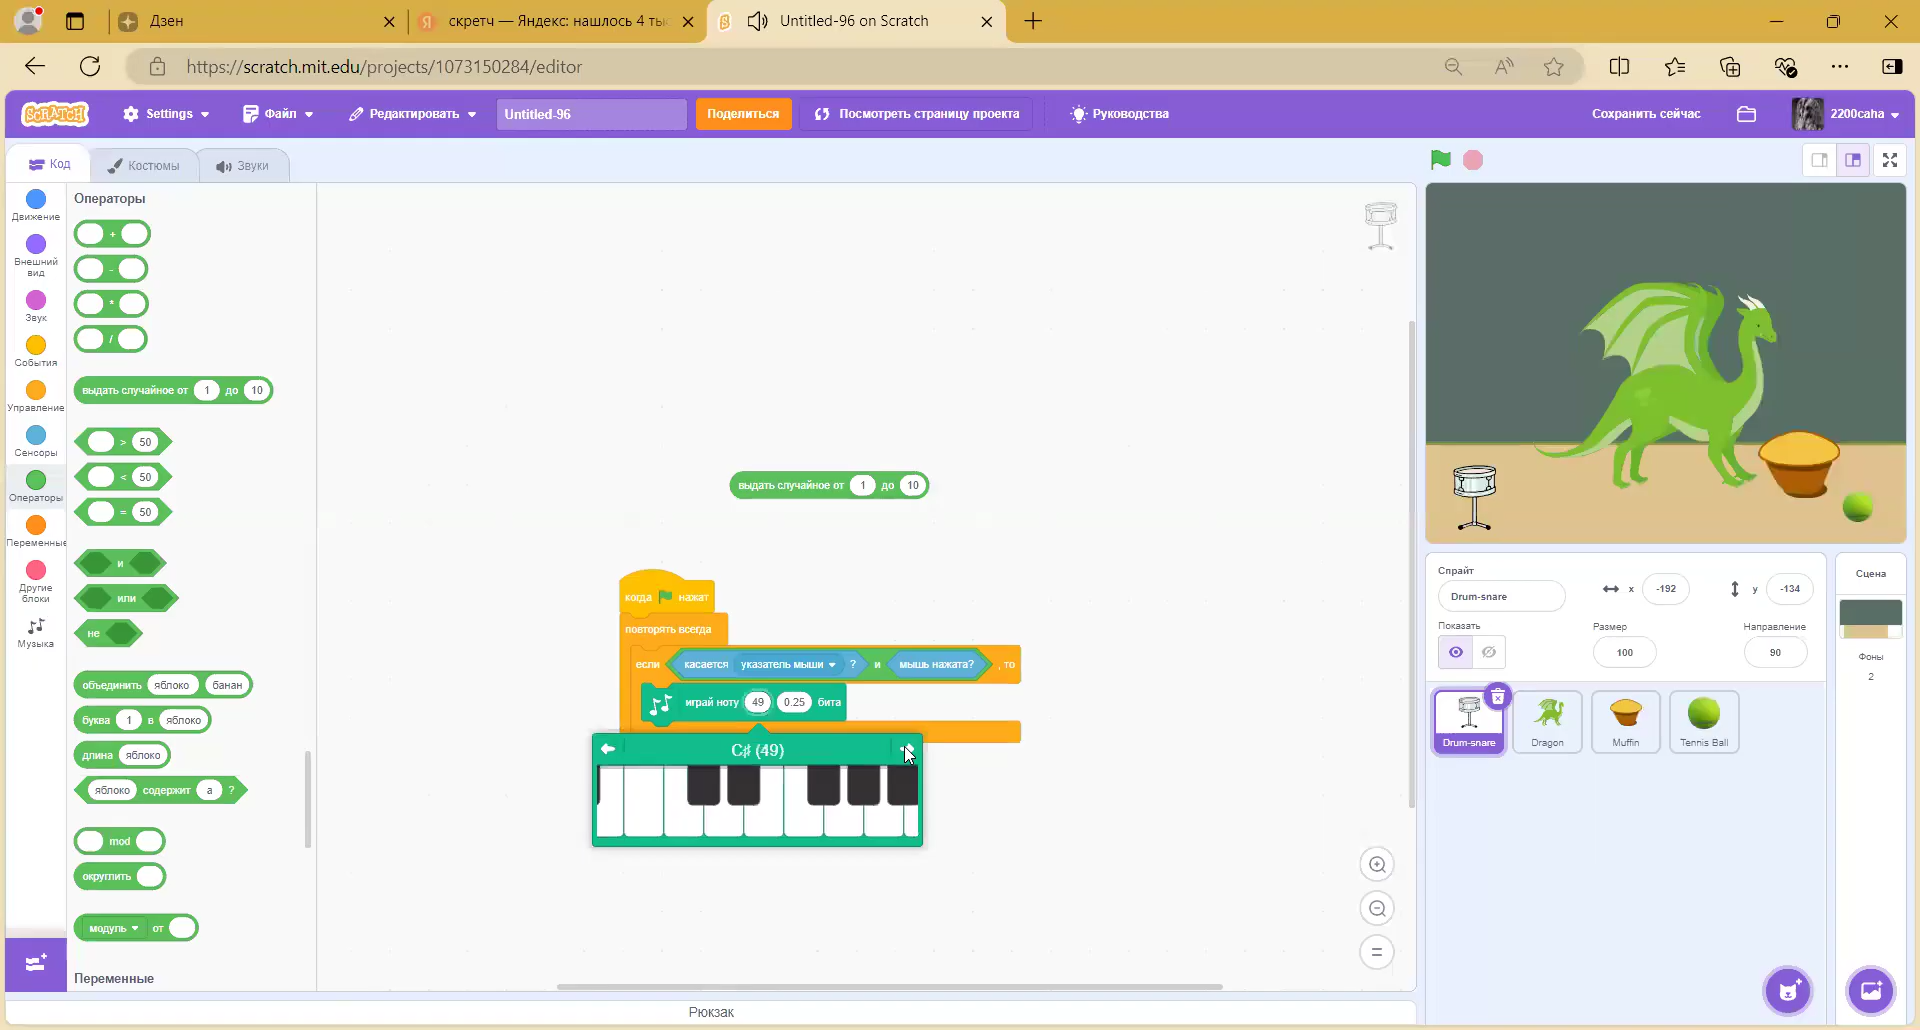 Дзен
скретч — Яндекс: нашлось 4 ты
Untitled-96 on Scratch
https://scratch.mit.edu/projects/1073150284/editor
SCRATCH
Settings
Файл
Редактировать
Untitled-96
Поделиться
Посмотреть страницу проекта
Руководства
Сохранить сейчас
2200caha
Код
Костюмы
Звуки
Движение
Внешний
вид
Звук
События
Управление
Сенсоры
Операторы
Переменные
Другие
блоки
Музыка
Операторы
+
-
*
/
выдать случайное от 1 до 10
> 50
< 50
= 50
и
или
не
объединить яблоко банан
буква 1 в яблоко
длина яблоко
яблоко содержит а ?
mod
округлить
модуль от
Переменные
выдать случайное от 1 до 10
когда нажат
повторять всегда
если касается указатель мыши ? и мышь нажата? , то
играй ноту 49 0.25 бита
C♯ (49)
Рюкзак
Спрайт
Drum-snare
x -192
y -134
Показать
Размер
100
Направление
90
Drum-snare
Dragon
Muffin
Tennis Ball
Сцена
Фоны
2